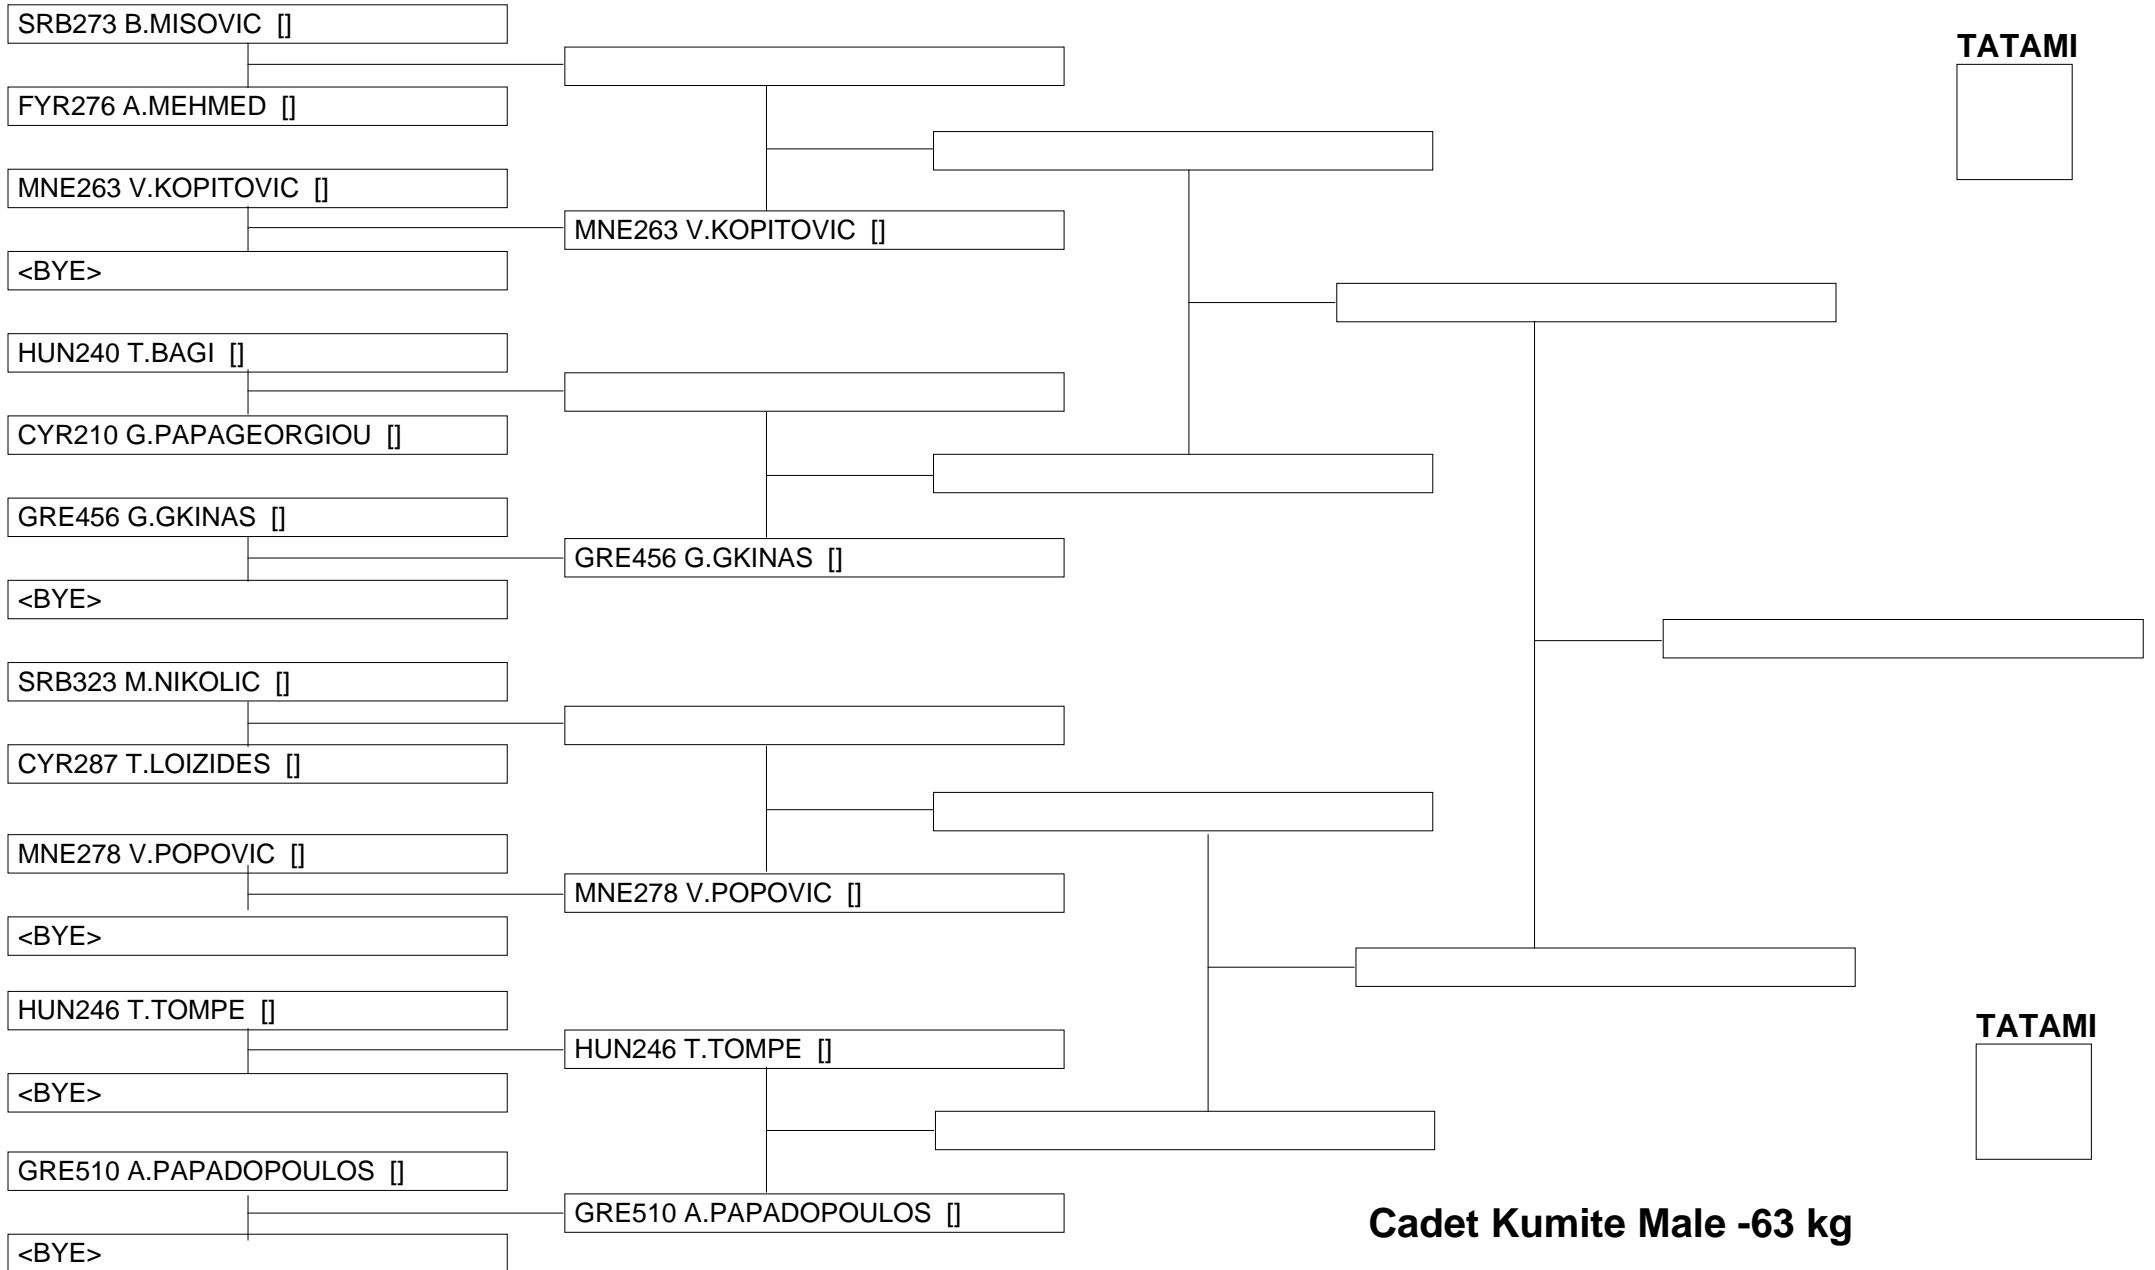 SRB273 B.MISOVIC []
TATAMI
FYR276 A.MEHMED []
MNE263 V.KOPITOVIC []
MNE263 V.KOPITOVIC []
<BYE>
HUN240 T.BAGI []
CYR210 G.PAPAGEORGIOU []
GRE456 G.GKINAS []
GRE456 G.GKINAS []
<BYE>
SRB323 M.NIKOLIC []
CYR287 T.LOIZIDES []
MNE278 V.POPOVIC []
MNE278 V.POPOVIC []
<BYE>
HUN246 T.TOMPE []
HUN246 T.TOMPE []
TATAMI
<BYE>
GRE510 A.PAPADOPOULOS []
GRE510 A.PAPADOPOULOS []
<BYE>
Cadet Kumite Male -63 kg